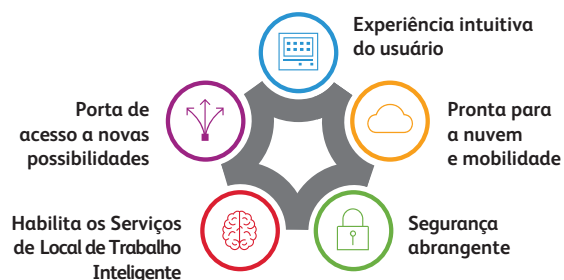 Experiência intuitiva
do usuário
Porta de
acesso a novas
possibilidades
Pronta para
a nuvem
e mobilidade
Habilita os Serviços
de Local de Trabalho
Inteligente
Segurança
abrangente